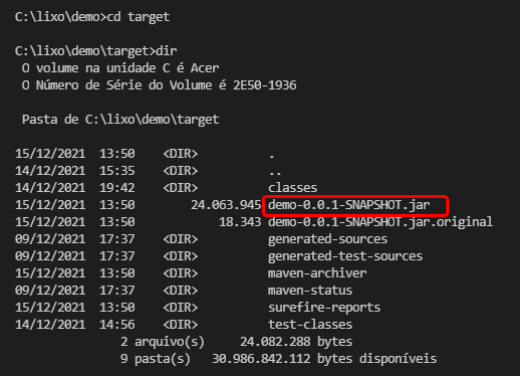 C:\lixo\demo>cd target
C:\lixo\demo\target>dir
O volume na unidade C é Acer
O Número de Série do Volume é 2E50-1936
Pasta de C:\lixo\demo\target
15/12/2021  13:50    <DIR>          .
14/12/2021  15:35    <DIR>          ..
14/12/2021  19:42    <DIR>          classes
15/12/2021  13:50        24.063.945 demo-0.0.1-SNAPSHOT.jar
15/12/2021  13:50            18.343 demo-0.0.1-SNAPSHOT.jar.original
09/12/2021  17:37    <DIR>          generated-sources
09/12/2021  17:37    <DIR>          generated-test-sources
15/12/2021  13:50    <DIR>          maven-archiver
09/12/2021  17:37    <DIR>          maven-status
15/12/2021  13:50    <DIR>          surefire-reports
14/12/2021  14:56    <DIR>          test-classes
2 arquivo(s)     24.082.288 bytes
9 pasta(s)   30.986.842.112 bytes disponíveis